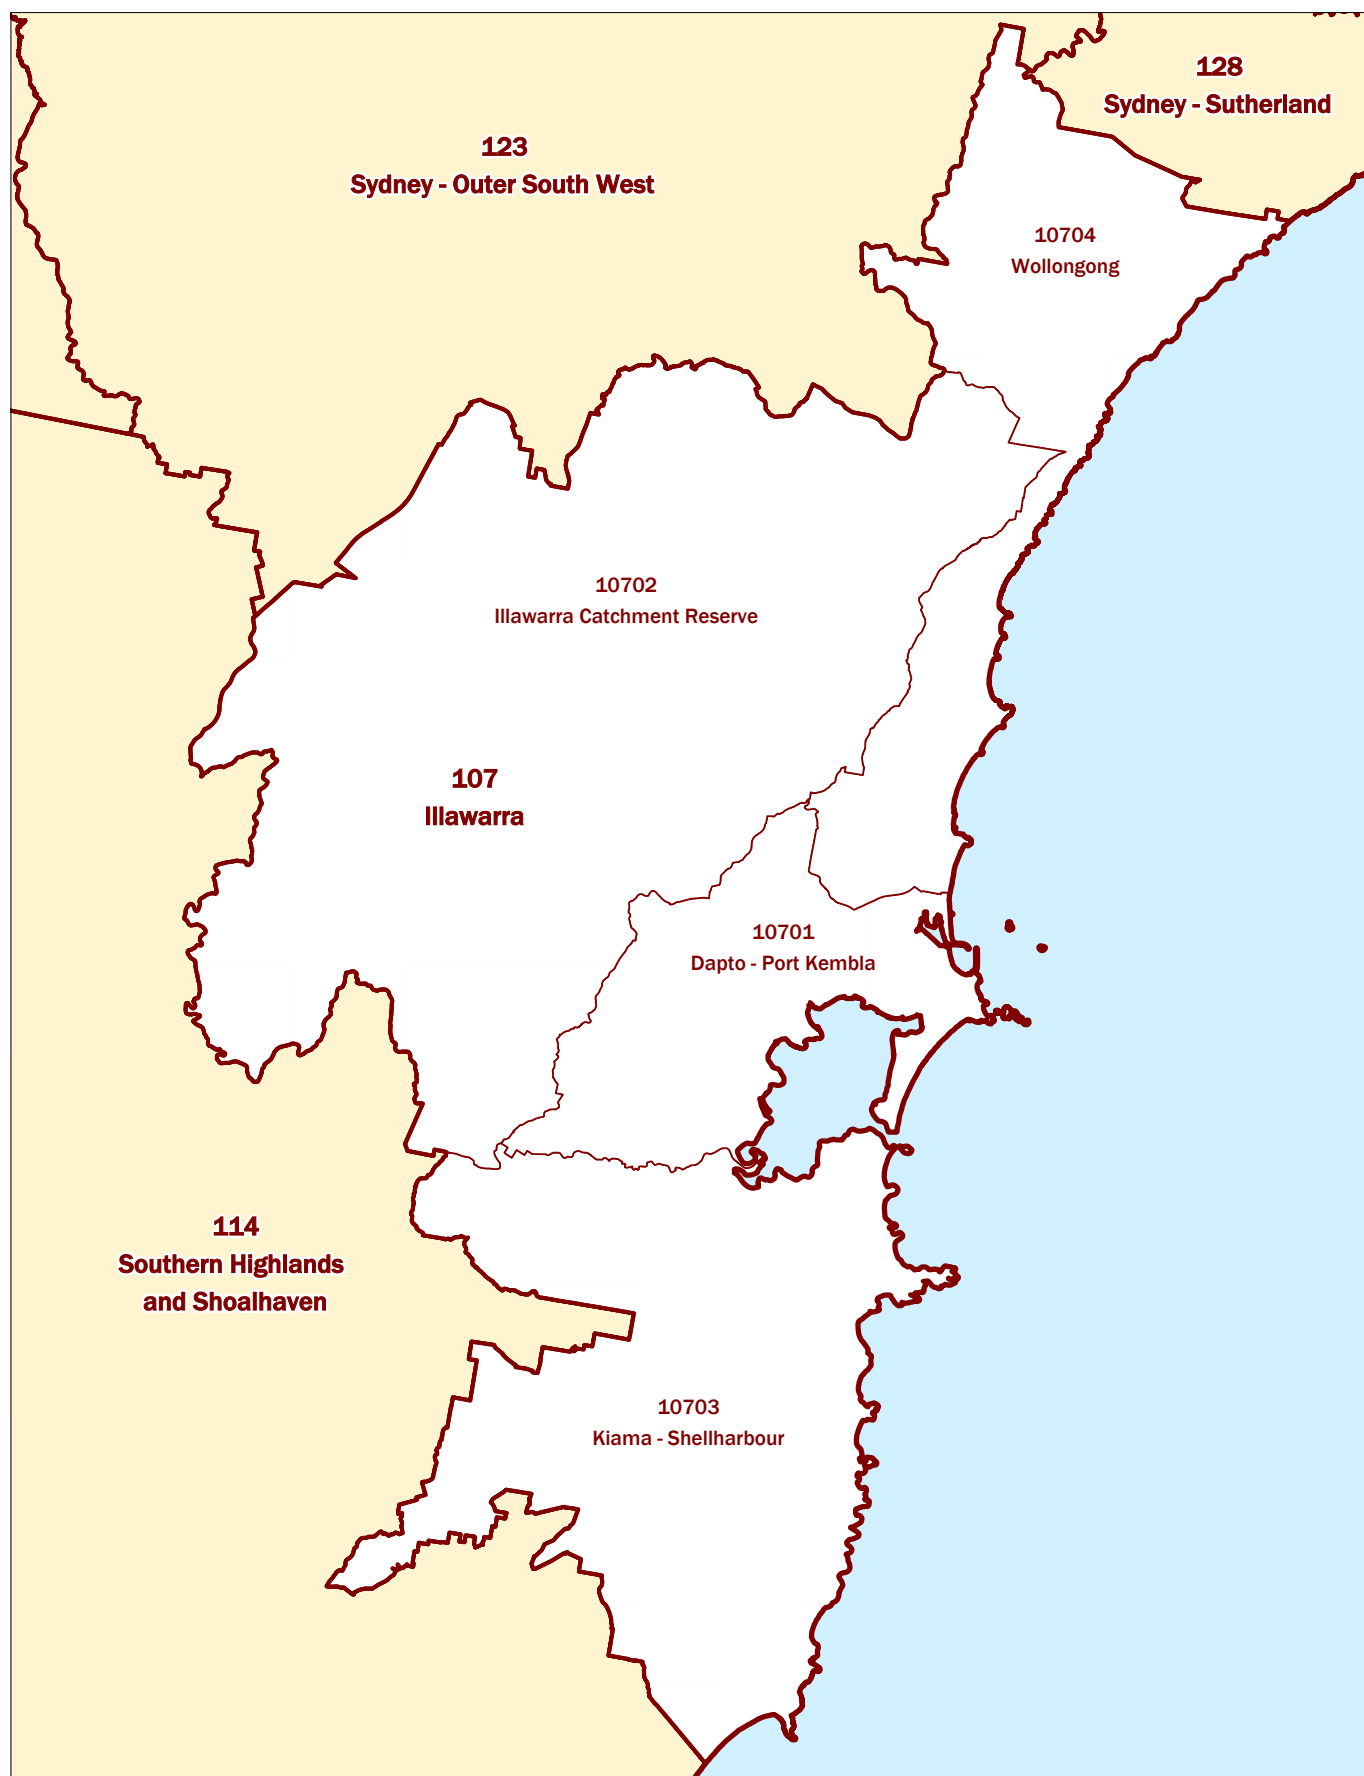 128
Sydney - Sutherland
123
Sydney - Outer South West
10704
Wollongong
10702
Illawarra Catchment Reserve
107
Illawarra
10701
Dapto - Port Kembla
114
Southern Highlands
and Shoalhaven
10703
Kiama - Shellharbour